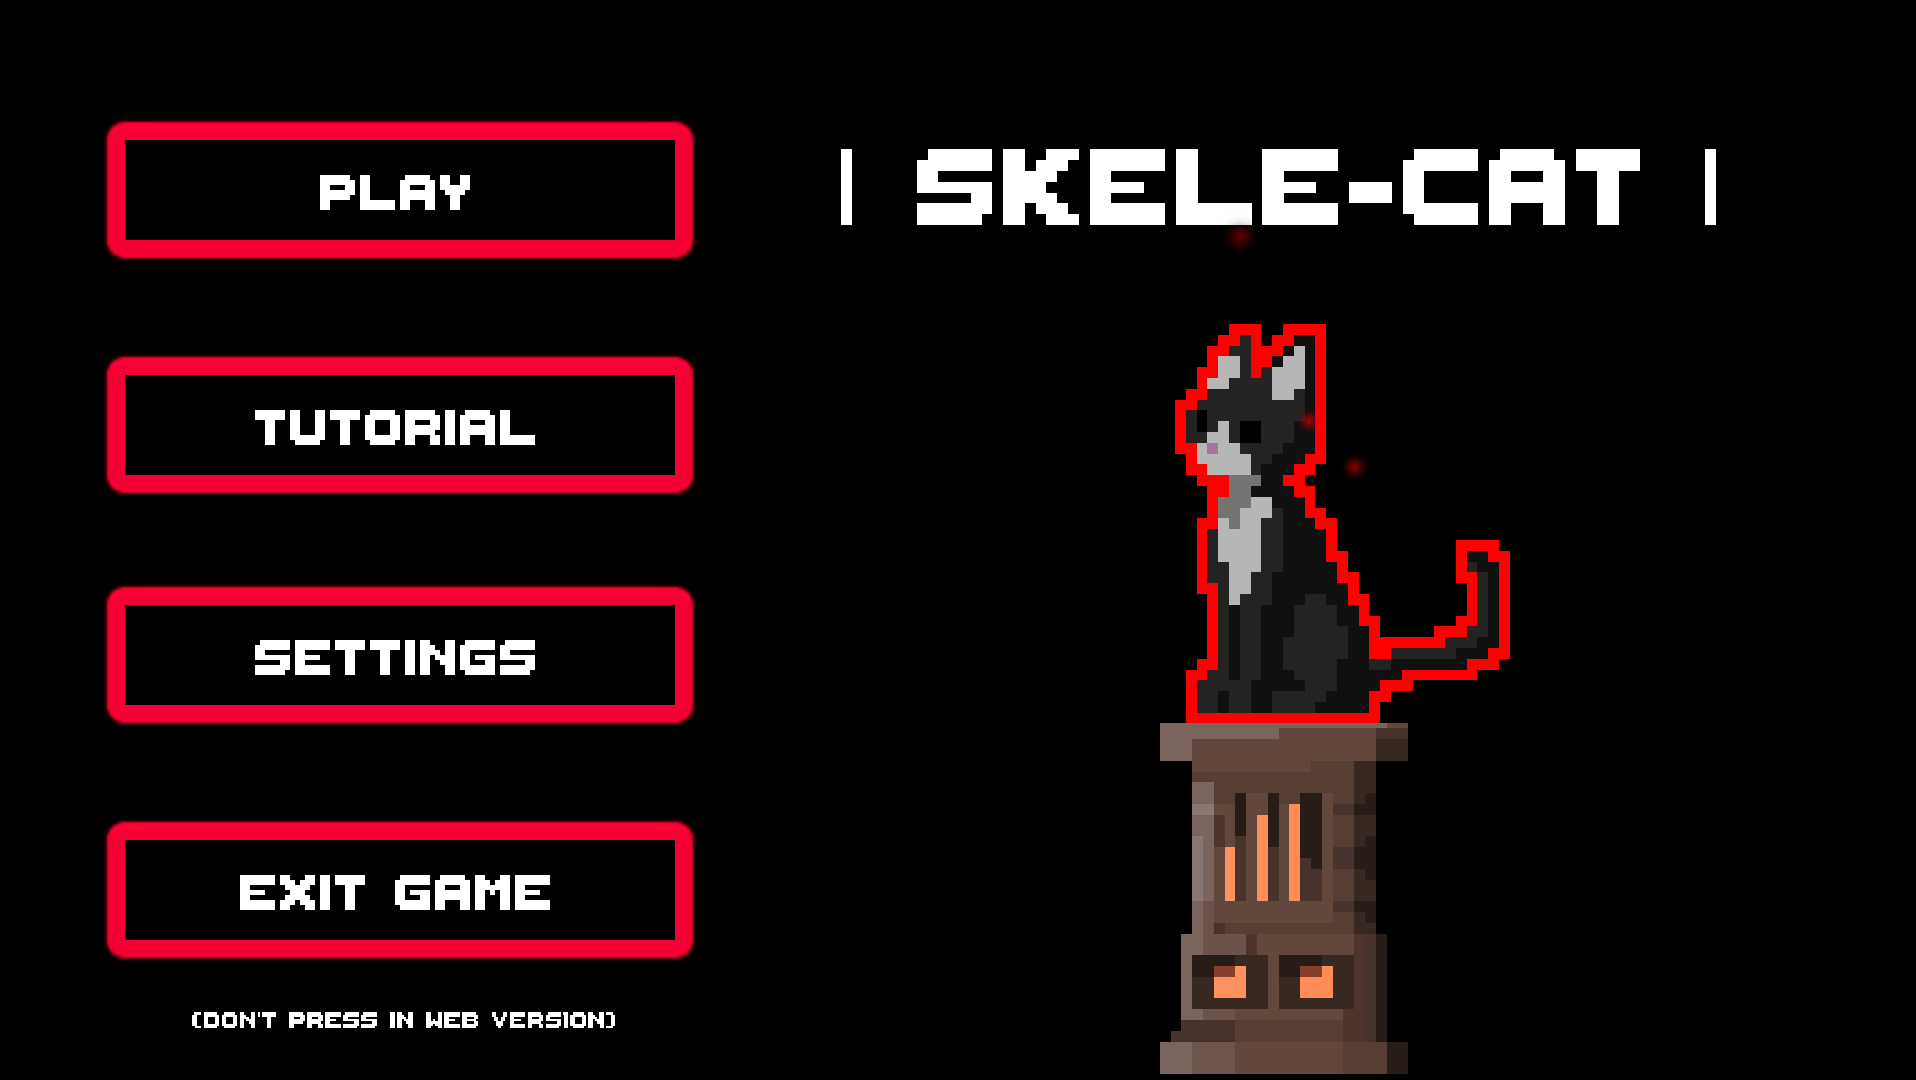 PLAY
| SKELE-CAT |
TUTORIAL
SETTINGS
EXIT GAME
(DON'T PRESS IN WEB VERSION)